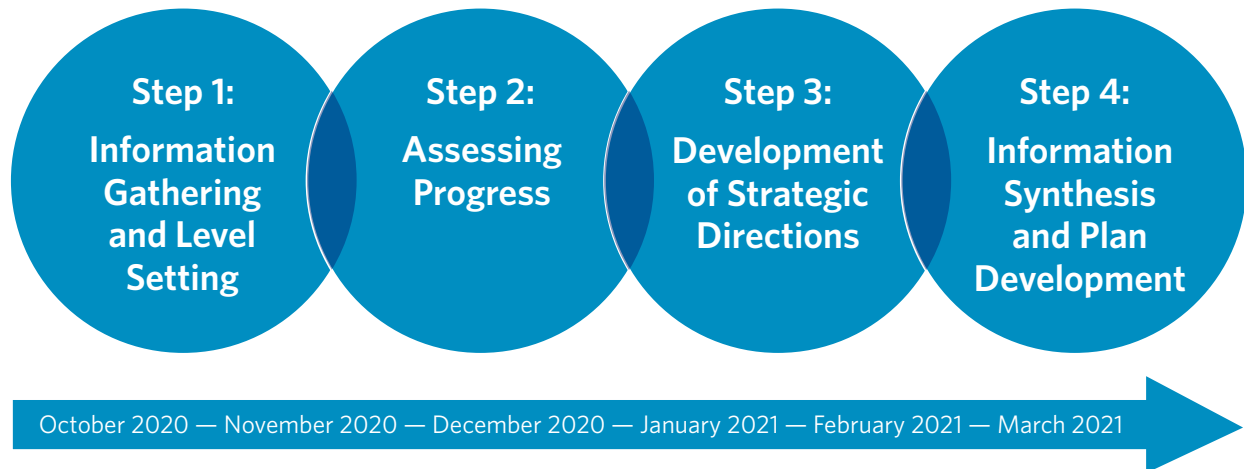 Step 1:
Information
Gathering
and Level
Setting
Step 2:
Assessing
Progress
Step 3:
Development
of Strategic
Directions
Step 4:
Information
Synthesis
and Plan
Development
October 2020 — November 2020 — December 2020 — January 2021 — February 2021 — March 2021